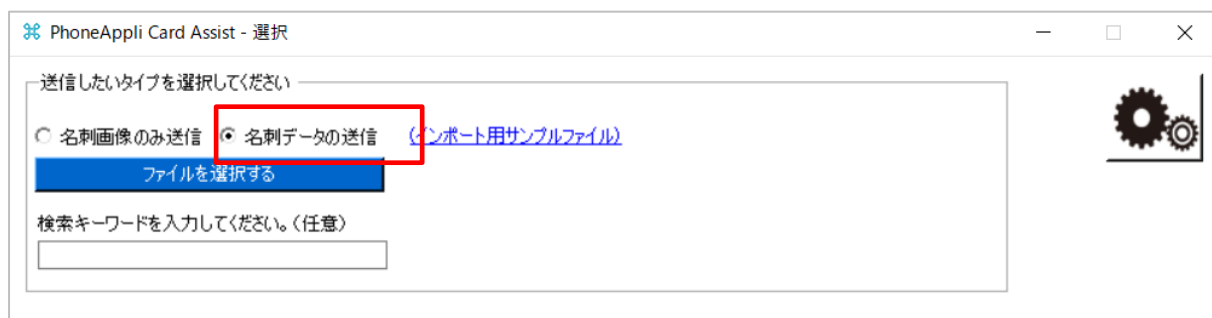 PhoneAppli Card Assist - 選択
送信したいタイプを選択してください
名刺画像のみ送信 名刺データの送信 (インポート用サンプルファイル)
ファイルを選択する
検索キーワードを入力してください。(任意)